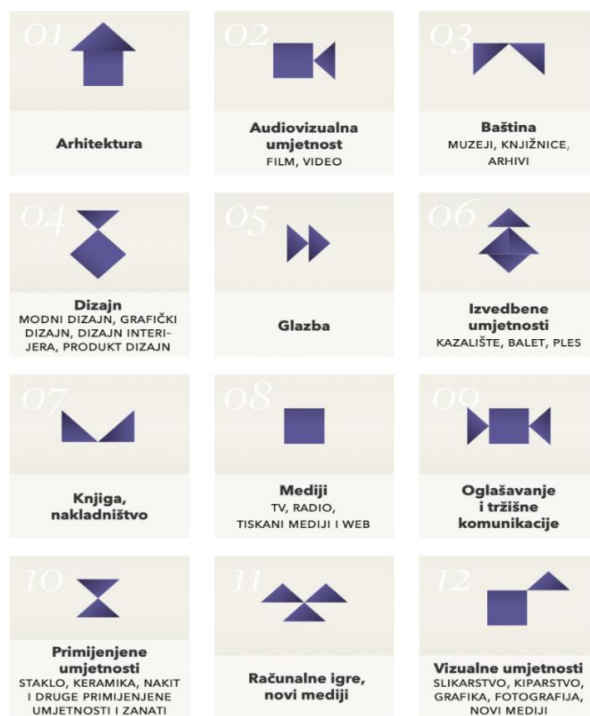 01
Arhitektura
02
Audiovizualna
umjetnost
FILM, VIDEO
03
Baština
MUZEJI, KNJIŽNICE,
ARHIVI
04
Dizajn
MODNI DIZAJN, GRAFIČKI
DIZAJN, DIZAJN INTERI-
JERA, PRODUKT DIZAJN
05
Glazba
06
Izvedbene
umjetnosti
KAZALIŠTE, BALET, PLES
07
Knjiga,
nakladništvo
08
Mediji
TV, RADIO,
TISKANI MEDIJI I WEB
09
Oglašavanje
i tržišne
komunikacije
10
Primijenjene
umjetnosti
STAKLO, KERAMIKA, NAKIT
I DRUGE PRIMIJENJENE
UMJETNOSTI I ZANATI
11
Računalne igre,
novi mediji
12
Vizualne umjetnosti
SLIKARSTVO, KIPARSTVO,
GRAFIKA, FOTOGRAFIJA,
NOVI MEDIJI